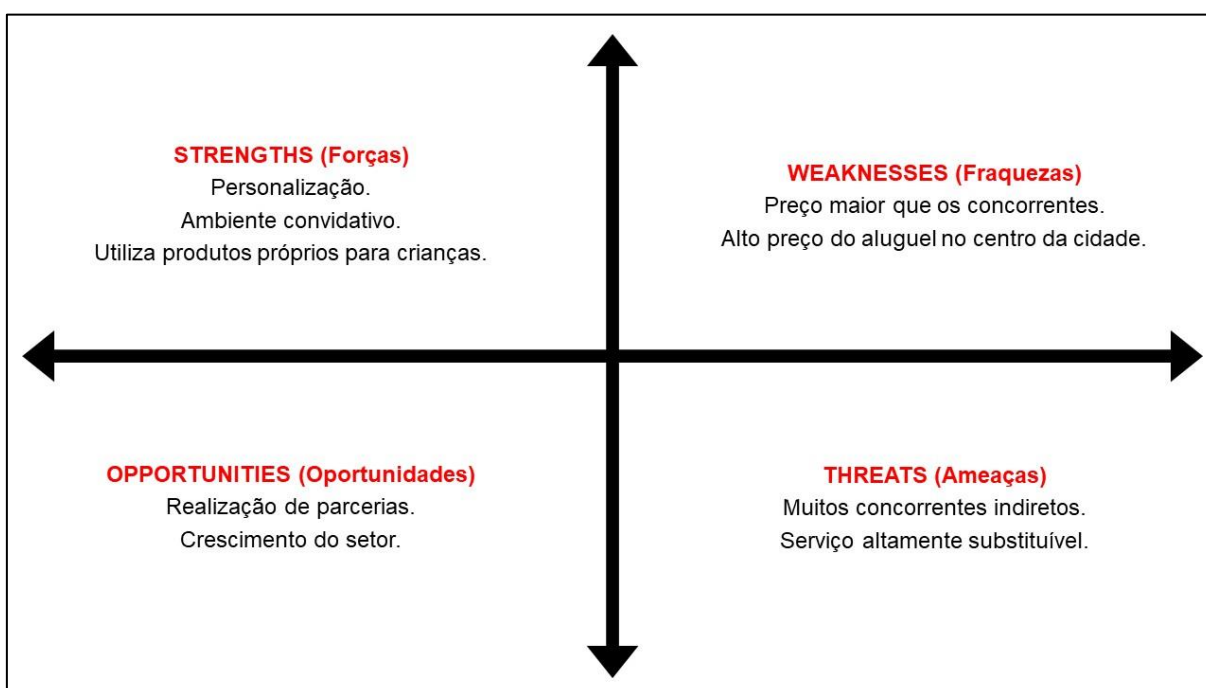 STRENGTHS (Forças)
Personalização.
Ambiente convidativo.
Utiliza produtos próprios para crianças.
WEAKNESSES (Fraquezas)
Preço maior que os concorrentes.
Alto preço do aluguel no centro da cidade.
OPPORTUNITIES (Oportunidades)
Realização de parcerias.
Crescimento do setor.
THREATS (Ameaças)
Muitos concorrentes indiretos.
Serviço altamente substituível.